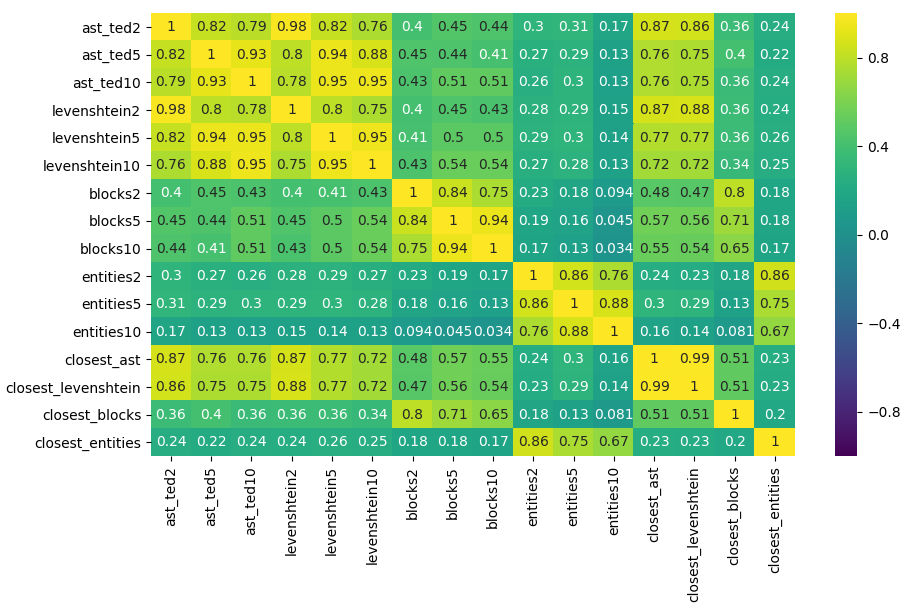 ast_ted2 1 0.82 0.79 0.98 0.82 0.76 0.4 0.45 0.44 0.3 0.31 0.17 0.87 0.86 0.36 0.24
ast_ted5 0.82 1 0.93 0.8 0.94 0.88 0.45 0.44 0.41 0.27 0.29 0.13 0.76 0.75 0.4 0.22
ast_ted10 0.79 0.93 1 0.78 0.95 0.95 0.43 0.51 0.51 0.26 0.3 0.13 0.76 0.75 0.36 0.24
levenshtein2 0.98 0.8 0.78 1 0.8 0.75 0.4 0.45 0.43 0.28 0.29 0.15 0.87 0.88 0.36 0.24
levenshtein5 0.82 0.94 0.95 0.8 1 0.95 0.41 0.5 0.5 0.29 0.3 0.14 0.77 0.77 0.36 0.26
levenshtein10 0.76 0.88 0.95 0.75 0.95 1 0.43 0.54 0.54 0.27 0.28 0.13 0.72 0.72 0.34 0.25
blocks2 0.4 0.45 0.43 0.4 0.41 0.43 1 0.84 0.75 0.23 0.18 0.094 0.48 0.47 0.8 0.18
blocks5 0.45 0.44 0.51 0.45 0.5 0.54 0.84 1 0.94 0.19 0.16 0.045 0.57 0.56 0.71 0.18
blocks10 0.44 0.41 0.51 0.43 0.5 0.54 0.75 0.94 1 0.17 0.13 0.034 0.55 0.54 0.65 0.17
entities2 0.3 0.27 0.26 0.28 0.29 0.27 0.23 0.19 0.17 1 0.86 0.76 0.24 0.23 0.18 0.86
entities5 0.31 0.29 0.3 0.29 0.3 0.28 0.18 0.16 0.13 0.86 1 0.88 0.3 0.29 0.13 0.75
entities10 0.17 0.13 0.13 0.15 0.14 0.13 0.094 0.045 0.034 0.76 0.88 1 0.16 0.14 0.081 0.67
closest_ast 0.87 0.76 0.76 0.87 0.77 0.72 0.48 0.57 0.55 0.24 0.3 0.16 1 0.99 0.51 0.23
closest_levenshtein 0.86 0.75 0.75 0.88 0.77 0.72 0.47 0.56 0.54 0.23 0.29 0.14 0.99 1 0.51 0.23
closest_blocks 0.36 0.4 0.36 0.36 0.36 0.34 0.8 0.71 0.65 0.18 0.13 0.081 0.51 0.51 1 0.2
closest_entities 0.24 0.22 0.24 0.24 0.26 0.25 0.18 0.18 0.17 0.86 0.75 0.67 0.23 0.23 0.2 1
ast_ted2
ast_ted5
ast_ted10
levenshtein2
levenshtein5
levenshtein10
blocks2
blocks5
blocks10
entities2
entities5
entities10
closest_ast
closest_levenshtein
closest_blocks
closest_entities
0.8
0.4
0.0
−0.4
−0.8